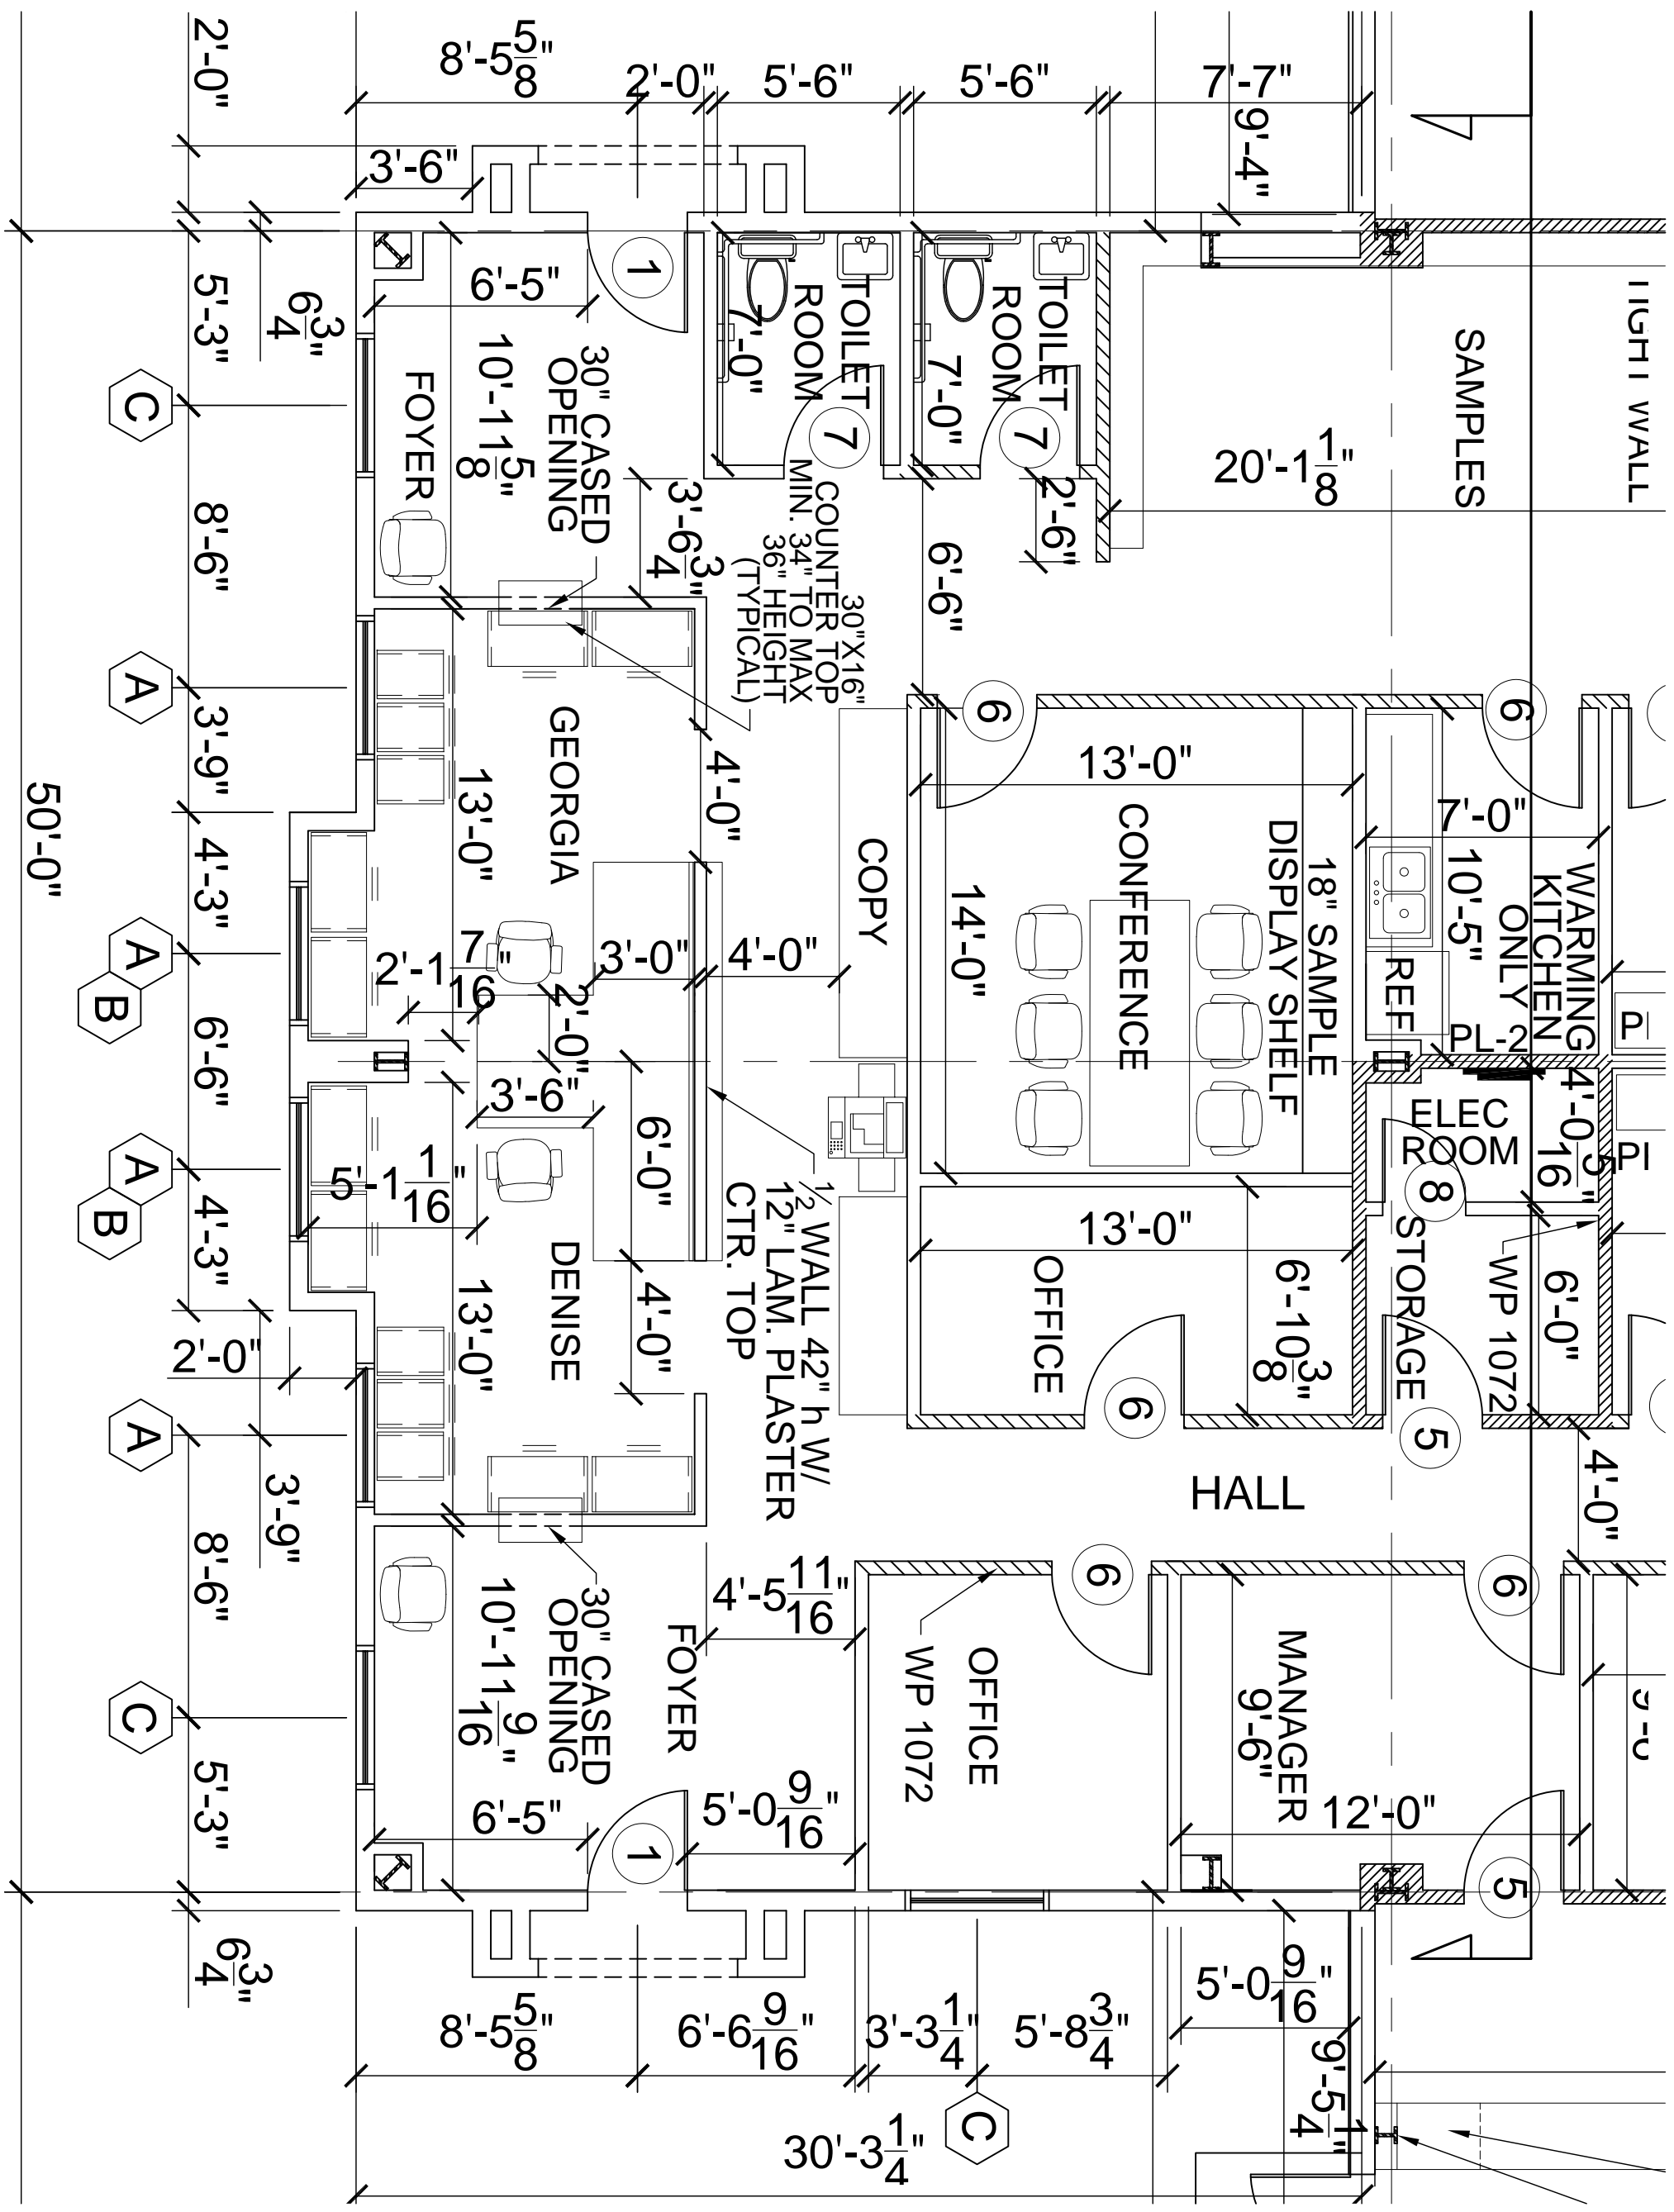 2'-0"
8'-5 5/8"
2'-0"
5'-6"
5'-6"
7'-7"
9'-4"
3'-6"
6 3/4"
5'-3"
6'-5"
1
TOILET
ROOM
7'-0"
TOILET
ROOM
7'-0"
SAMPLES
C
FOYER
10'-11 5/8"
30" CASED
OPENING
7
7
20'-1 1/8"
8'-6"
3'-6 3/4"
2'-6"
6'-6"
30"X16"
COUNTER TOP
MIN. 34" TO MAX
36" HEIGHT
(TYPICAL)
A
3'-9"
13'-0"
GEORGIA
4'-0"
6
6
13'-0"
7'-0"
50'-0"
4'-3"
COPY
CONFERENCE
14'-0"
18" SAMPLE
DISPLAY SHELF
10'-5"
WARMING
KITCHEN
ONLY
A
B
2'-1 7/16"
3'-0"
4'-0"
REF
PL-2
6'-6"
2'-0"
3'-6"
6'-0"
ELEC
ROOM
4'-0 5/16"
A
B
5'-1 1/16"
1/2 WALL 42" h W/
12" LAM. PLASTER
CTR. TOP
8
4'-3"
DENISE
13'-0"
4'-0"
13'-0"
OFFICE
6'-10 3/8"
STORAGE
WP 1072
6'-0"
2'-0"
A
3'-9"
6
5
HALL
4'-0"
8'-6"
30" CASED
OPENING
10'-11 9/16"
4'-5 11/16"
6
6
FOYER
WP 1072
OFFICE
MANAGER
9'-6"
C
5'-3"
6'-5"
1
5'-0 9/16"
12'-0"
5
6 3/4"
8'-5 5/8"
6'-6 9/16"
3'-3 1/4"
5'-8 3/4"
5'-0 9/16"
9'-5 1/4"
C
30'-3 1/4"